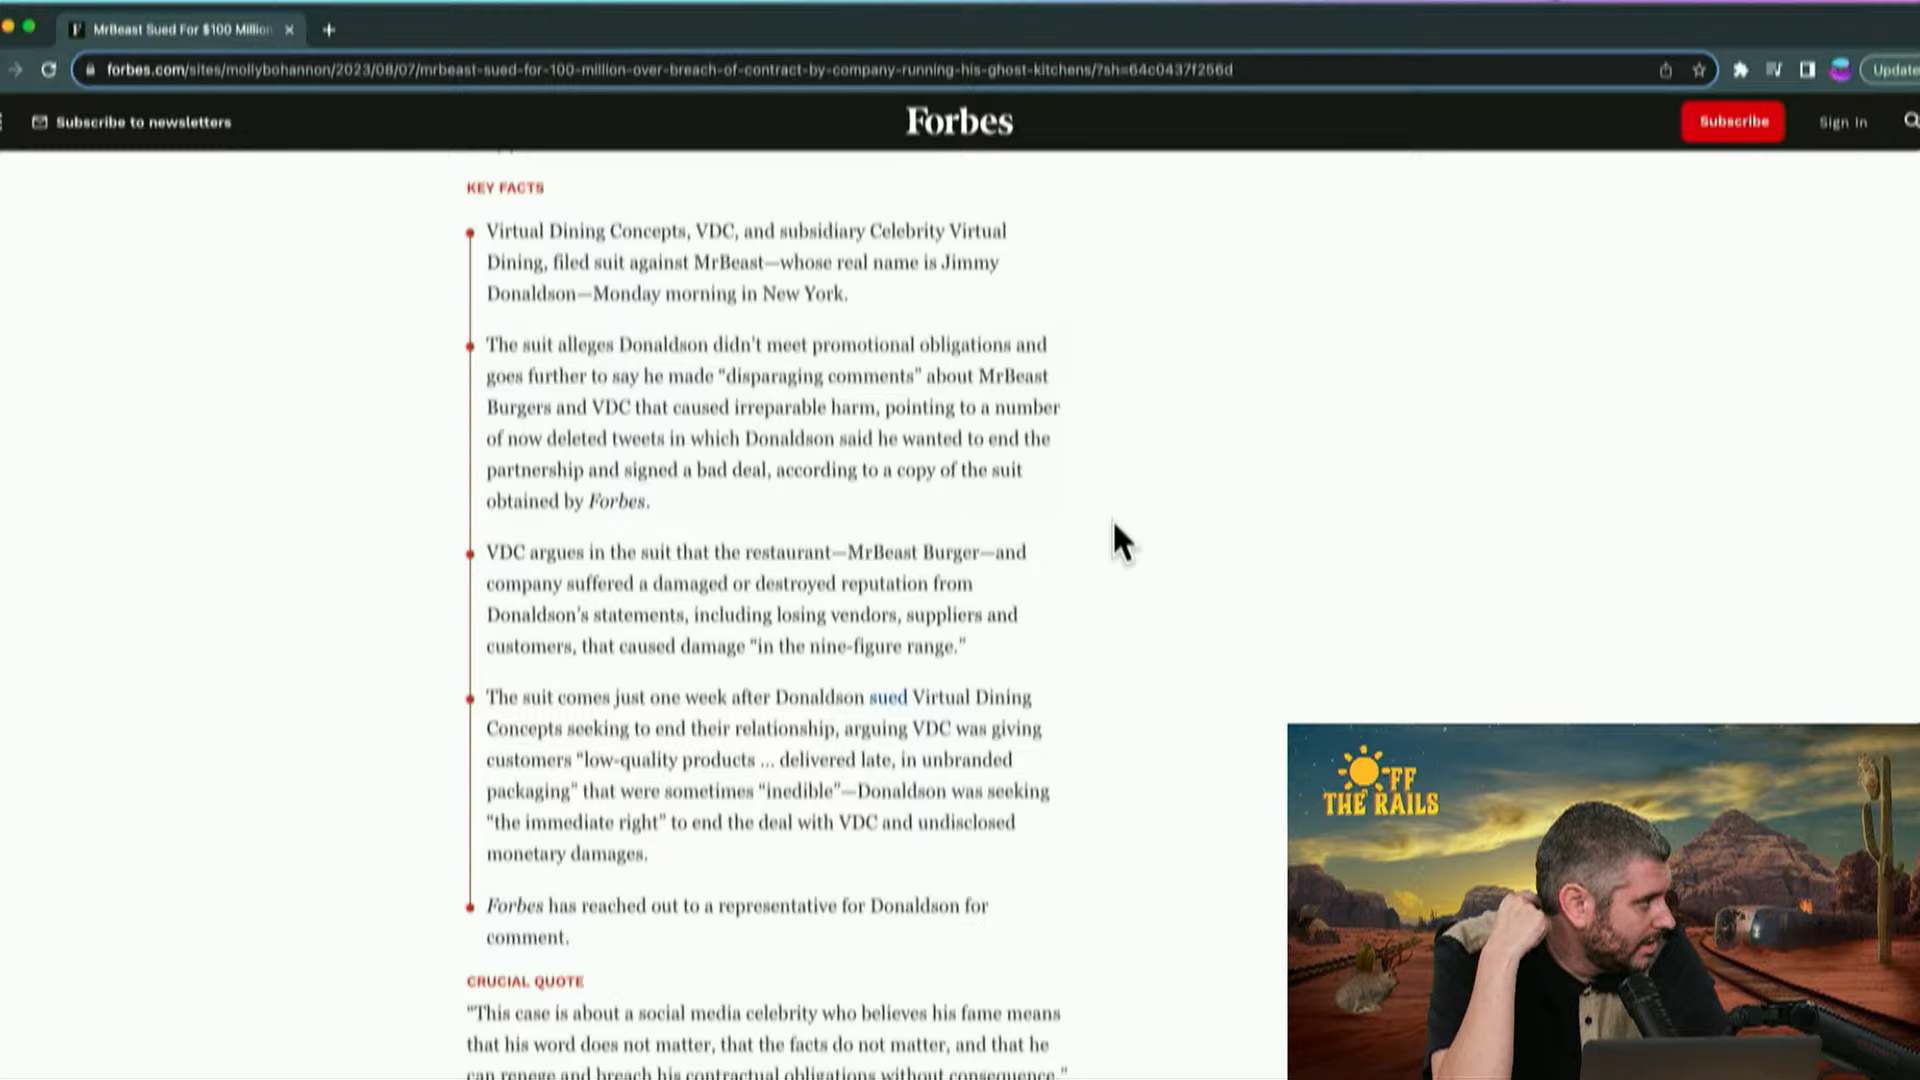 MrBeast Sued For $100 Million
forbes.com/sites/mollybohannon/2023/08/07/mrbeast-sued-for-100-million-over-breach-of-contract-by-company-running-his-ghost-kitchens/?sh=64c0437f256d
Update
Subscribe to newsletters
Forbes
Subscribe
Sign In
KEY FACTS
Virtual Dining Concepts, VDC, and subsidiary Celebrity Virtual
Dining, filed suit against MrBeast—whose real name is Jimmy
Donaldson—Monday morning in New York.
The suit alleges Donaldson didn't meet promotional obligations and
goes further to say he made “disparaging comments” about MrBeast
Burgers and VDC that caused irreparable harm, pointing to a number
of now deleted tweets in which Donaldson said he wanted to end the
partnership and signed a bad deal, according to a copy of the suit
obtained by Forbes.
VDC argues in the suit that the restaurant—MrBeast Burger—and
company suffered a damaged or destroyed reputation from
Donaldson's statements, including losing vendors, suppliers and
customers, that caused damage “in the nine-figure range.”
The suit comes just one week after Donaldson sued Virtual Dining
Concepts seeking to end their relationship, arguing VDC was giving
customers “low-quality products ... delivered late, in unbranded
packaging” that were sometimes “inedible”—Donaldson was seeking
“the immediate right” to end the deal with VDC and undisclosed
monetary damages.
Forbes has reached out to a representative for Donaldson for
comment.
CRUCIAL QUOTE
“This case is about a social media celebrity who believes his fame means
that his word does not matter, that the facts do not matter, and that he
can renege and breach his contractual obligations without consequence.”
OFF
THE RAILS